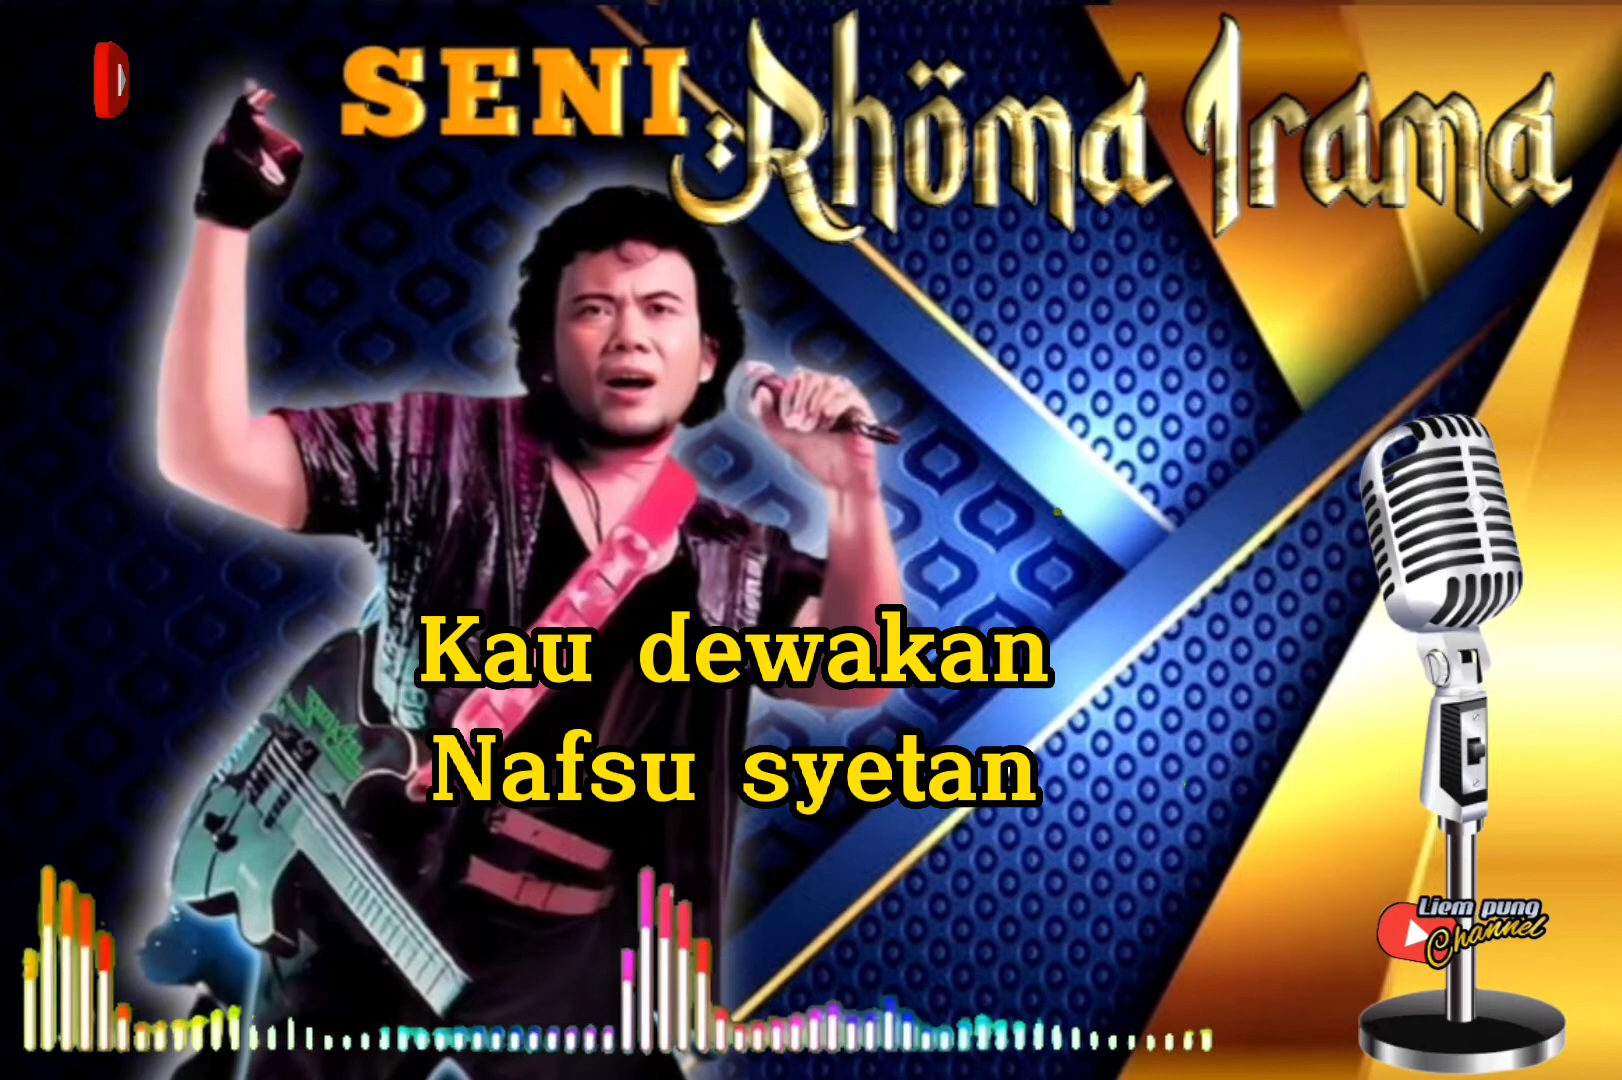 SENI Rhöma Irama
Kau dewakan
Nafsu syetan
Liem pung
Channel